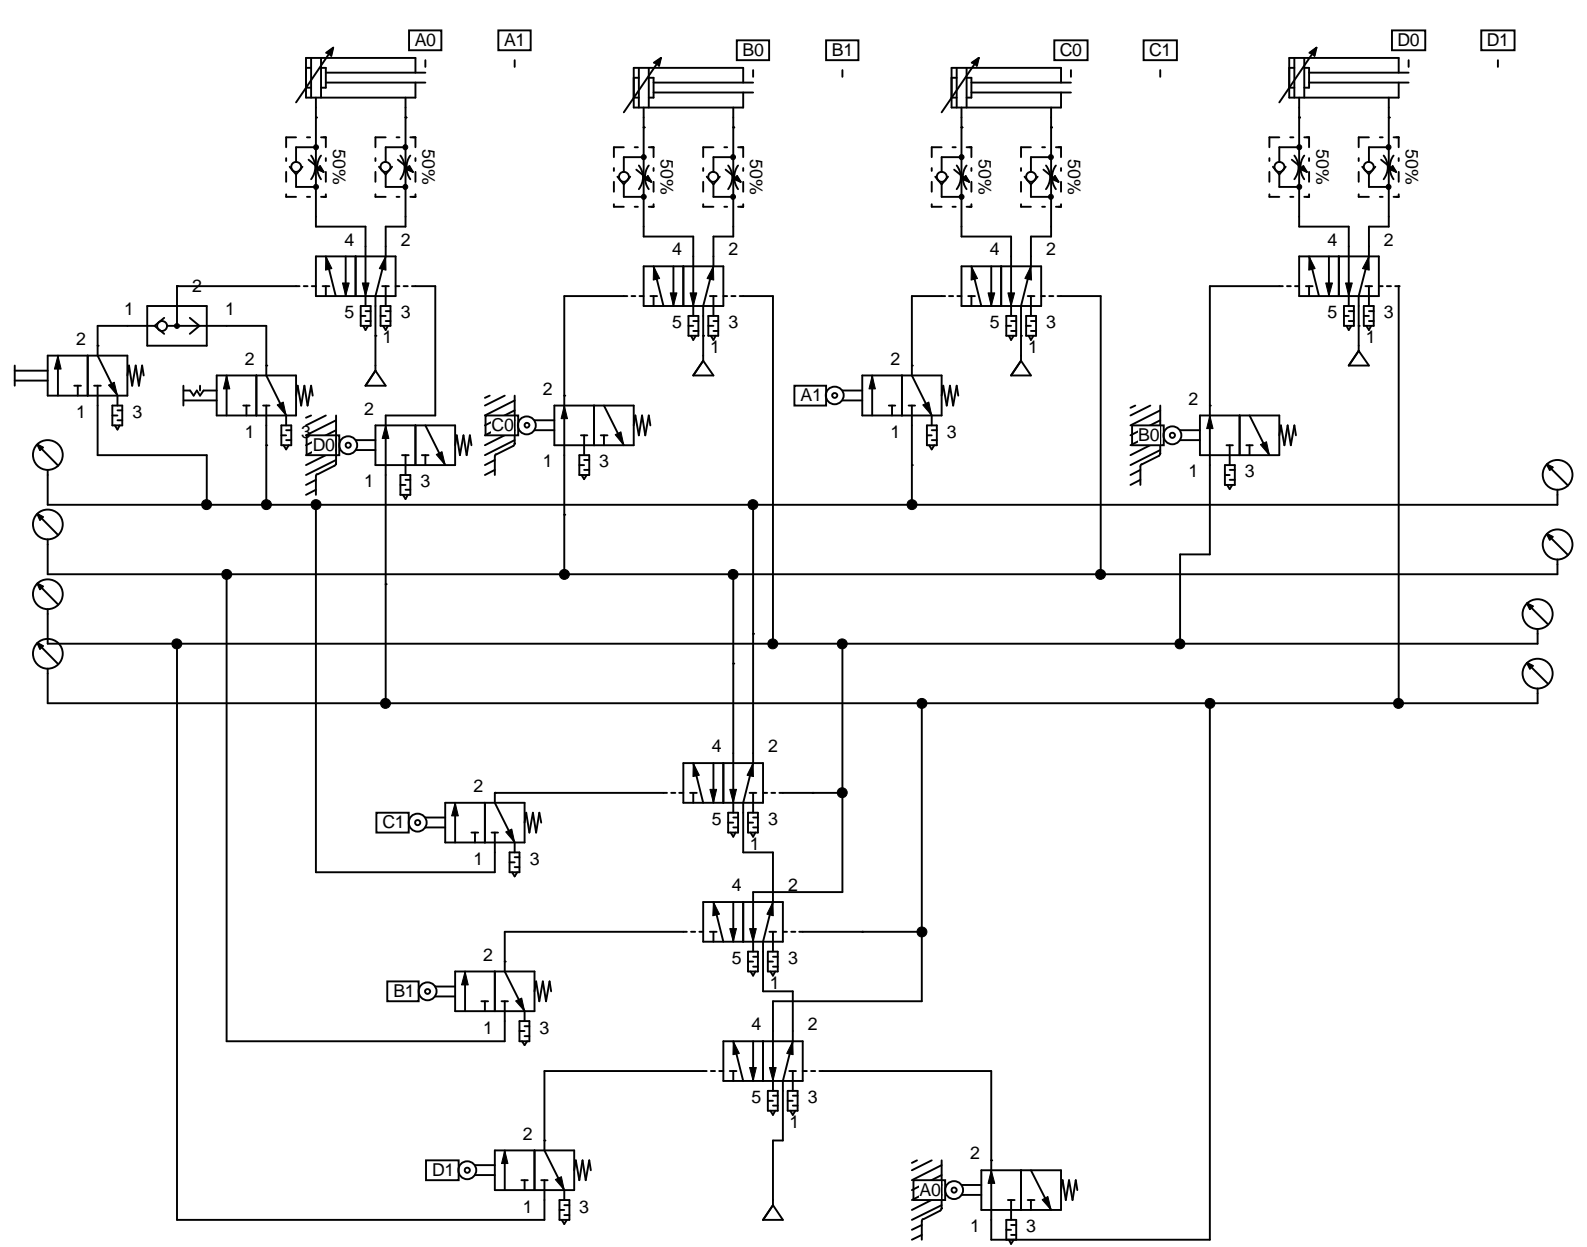 A0 A1 B0 B1 C0 C1 D0 D1
50% 50% 50% 50% 50% 50% 50% 50%
4 2 4 2 4 2 4 2
2
1 1 5 3 1 5 3 1 5 3 1 5 3 1
2 2 2 2 2 2
A1
D0 C0 B0
1 3 1 3 1 3 1 3 1 3 1 3
4 2
2
C1 5 3 1
1 3
4 2
2
B1 5 3 1
1 3
4 2
5 3 1
2 2
D1 A0
1 3 1 3